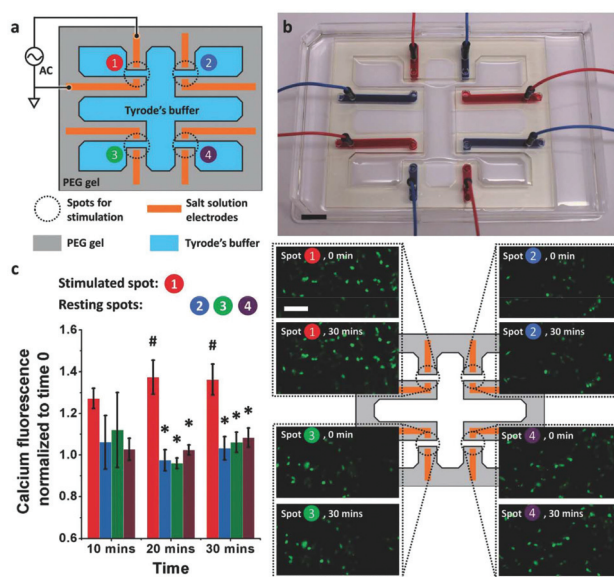 a
AC
1
2
Tyrode's buffer
3
4
PEG gel
Spots for
stimulation
Salt solution
electrodes
PEG gel
Tyrode's buffer
b
c
Stimulated spot: 1
Resting spots: 2 3 4
Calcium fluorescence
normalized to time 0
1.6
1.4
1.2
1.0
0.8
0.6
#
* * *
#
* * *
10 mins
20 mins
30 mins
Time
Spot 1, 0 min
Spot 1, 30 mins
Spot 2, 0 min
Spot 2, 30 mins
Spot 3, 0 min
Spot 3, 30 mins
Spot 4, 0 min
Spot 4, 30 mins